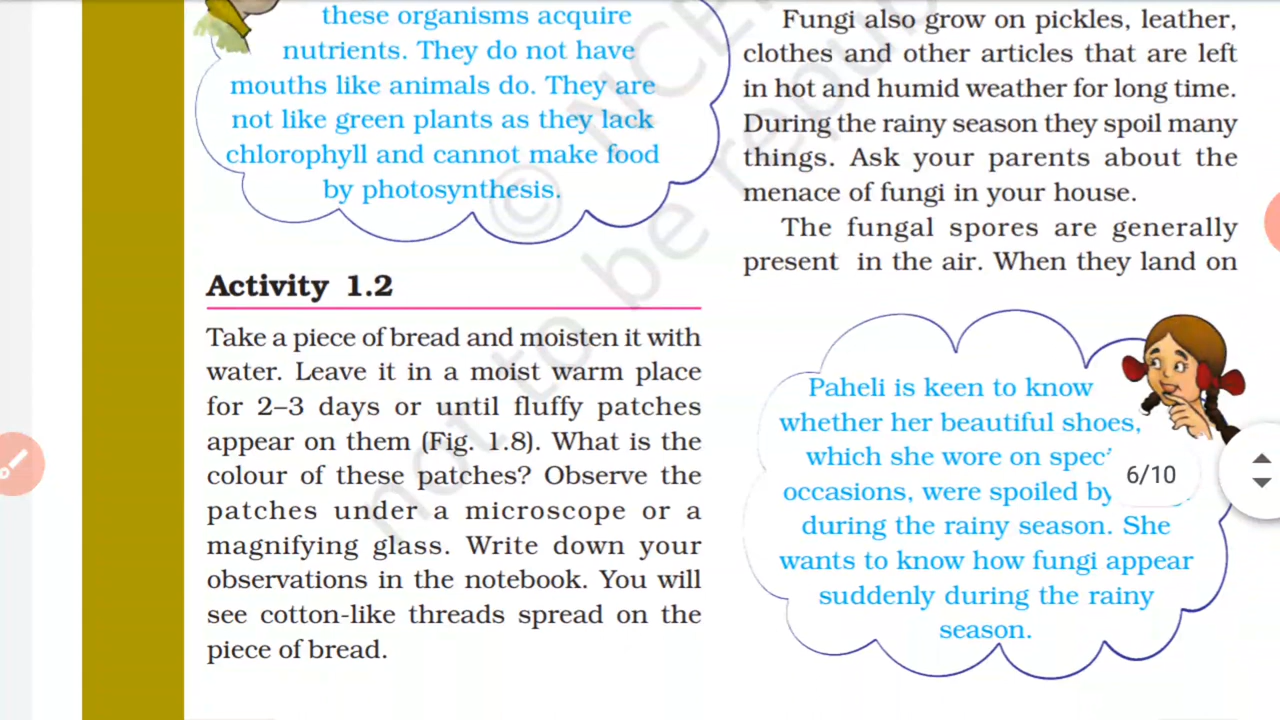 these organisms acquire
nutrients. They do not have
mouths like animals do. They are
not like green plants as they lack
chlorophyll and cannot make food
by photosynthesis.
Activity 1.2
Take a piece of bread and moisten it with
water. Leave it in a moist warm place
for 2–3 days or until fluffy patches
appear on them (Fig. 1.8). What is the
colour of these patches? Observe the
patches under a microscope or a
magnifying glass. Write down your
observations in the notebook. You will
see cotton-like threads spread on the
piece of bread.
Fungi also grow on pickles, leather,
clothes and other articles that are left
in hot and humid weather for long time.
During the rainy season they spoil many
things. Ask your parents about the
menace of fungi in your house.
The fungal spores are generally
present in the air. When they land on
Paheli is keen to know
whether her beautiful shoes,
which she wore on
occasions, were spoiled by
during the rainy season. She
wants to know how fungi appear
suddenly during the rainy
season.
6/10
©
not to be